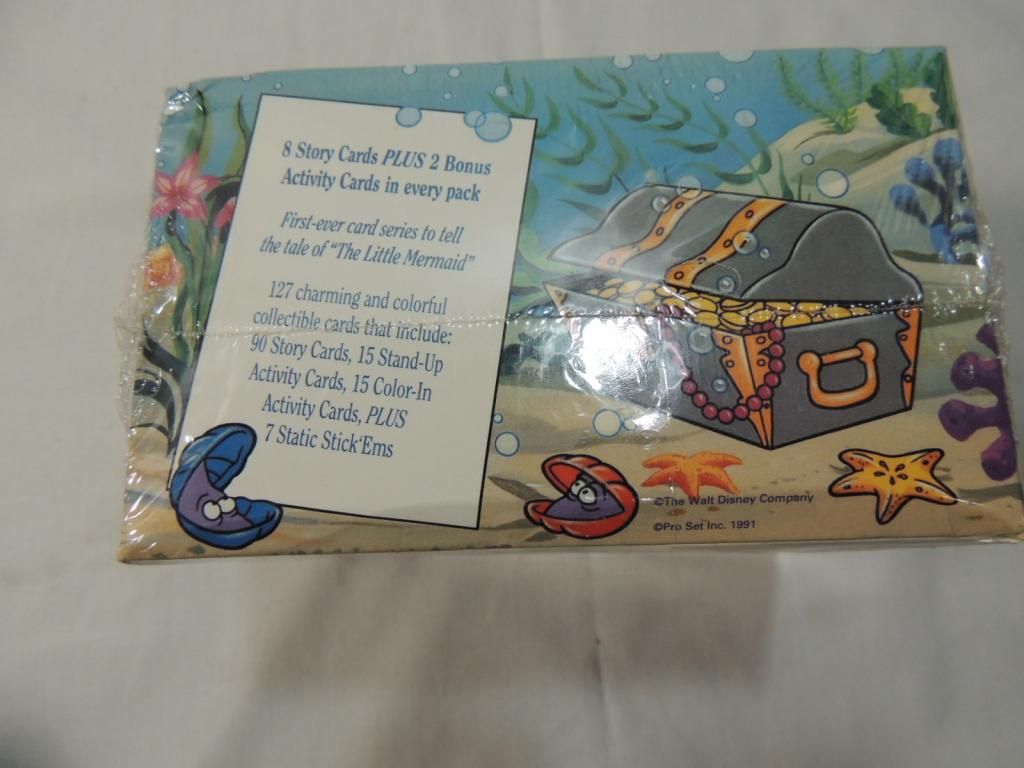 8 Story Cards PLUS 2 Bonus
Activity Cards in every pack
First-ever card series to tell
the tale of "The Little Mermaid"
127 charming and colorful
collectible cards that include:
90 Story Cards, 15 Stand-Up
Activity Cards, 15 Color-In
Activity Cards, PLUS
7 Static Stick'Ems
©The Walt Disney Company
©Pro Set Inc. 1991